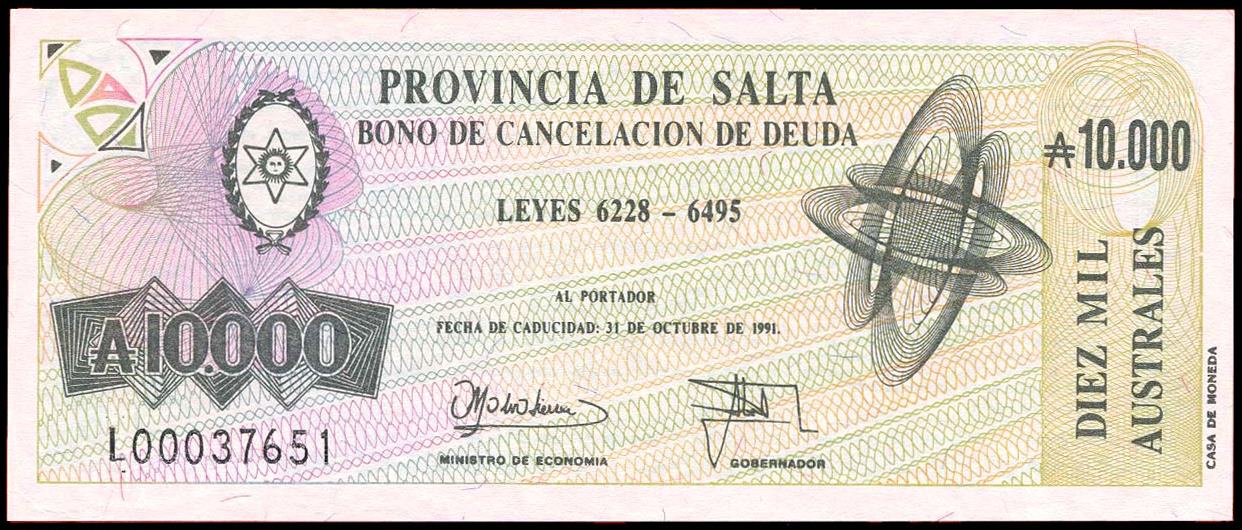 PROVINCIA DE SALTA
BONO DE CANCELACION DE DEUDA
LEYES 6228 - 6495
₳10.000
DIEZ MIL
AUSTRALES
AL PORTADOR
FECHA DE CADUCIDAD: 31 DE OCTUBRE DE 1991.
₳10.000
L00037651
MINISTRO DE ECONOMIA
GOBERNADOR
CASA DE MONEDA